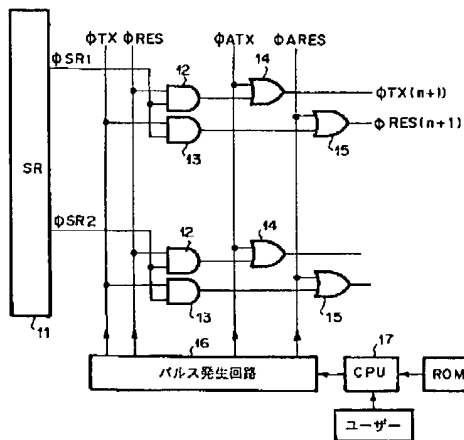 φTX φRES φATX φARES
φSR1
12
14
φTX(n+1)
φRES(n+1)
13
15
SR
φSR2
12
14
13
15
11
16
17
パルス発生回路
CPU
ROM
ユーザー